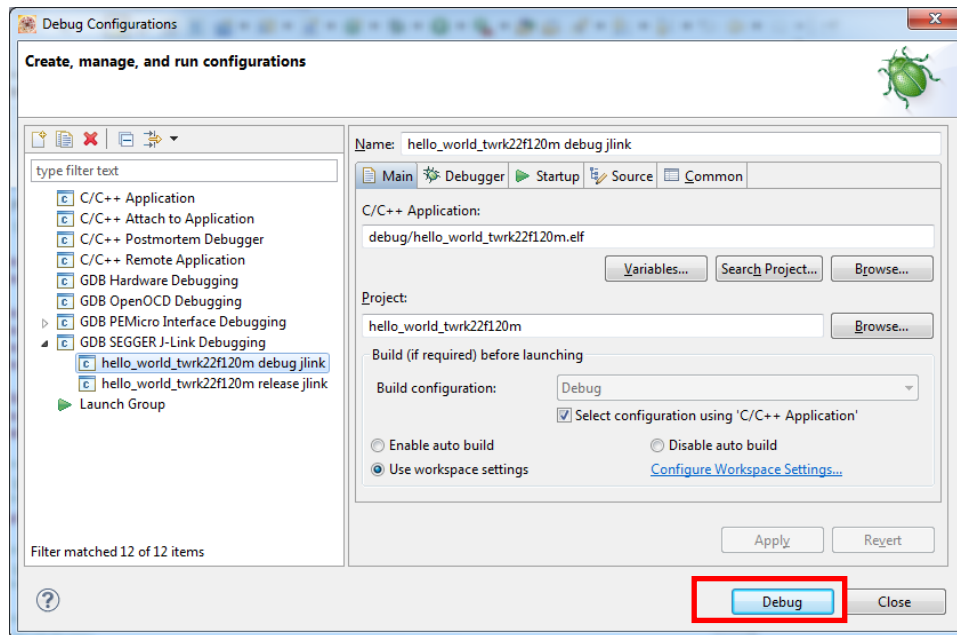 Debug Configurations
x
Create, manage, and run configurations
type filter text
C/C++ Application
C/C++ Attach to Application
C/C++ Postmortem Debugger
C/C++ Remote Application
GDB Hardware Debugging
GDB OpenOCD Debugging
GDB PEMicro Interface Debugging
GDB SEGGER J-Link Debugging
hello_world_twrk22f120m debug jlink
hello_world_twrk22f120m release jlink
Launch Group
Filter matched 12 of 12 items
Name: hello_world_twrk22f120m debug jlink
Main Debugger Startup Source Common
C/C++ Application:
debug/hello_world_twrk22f120m.elf
Variables... Search Project... Browse...
Project:
hello_world_twrk22f120m Browse...
Build (if required) before launching
Build configuration: Debug
Select configuration using 'C/C++ Application'
Enable auto build Disable auto build
Use workspace settings Configure Workspace Settings...
Apply Revert
? Debug Close